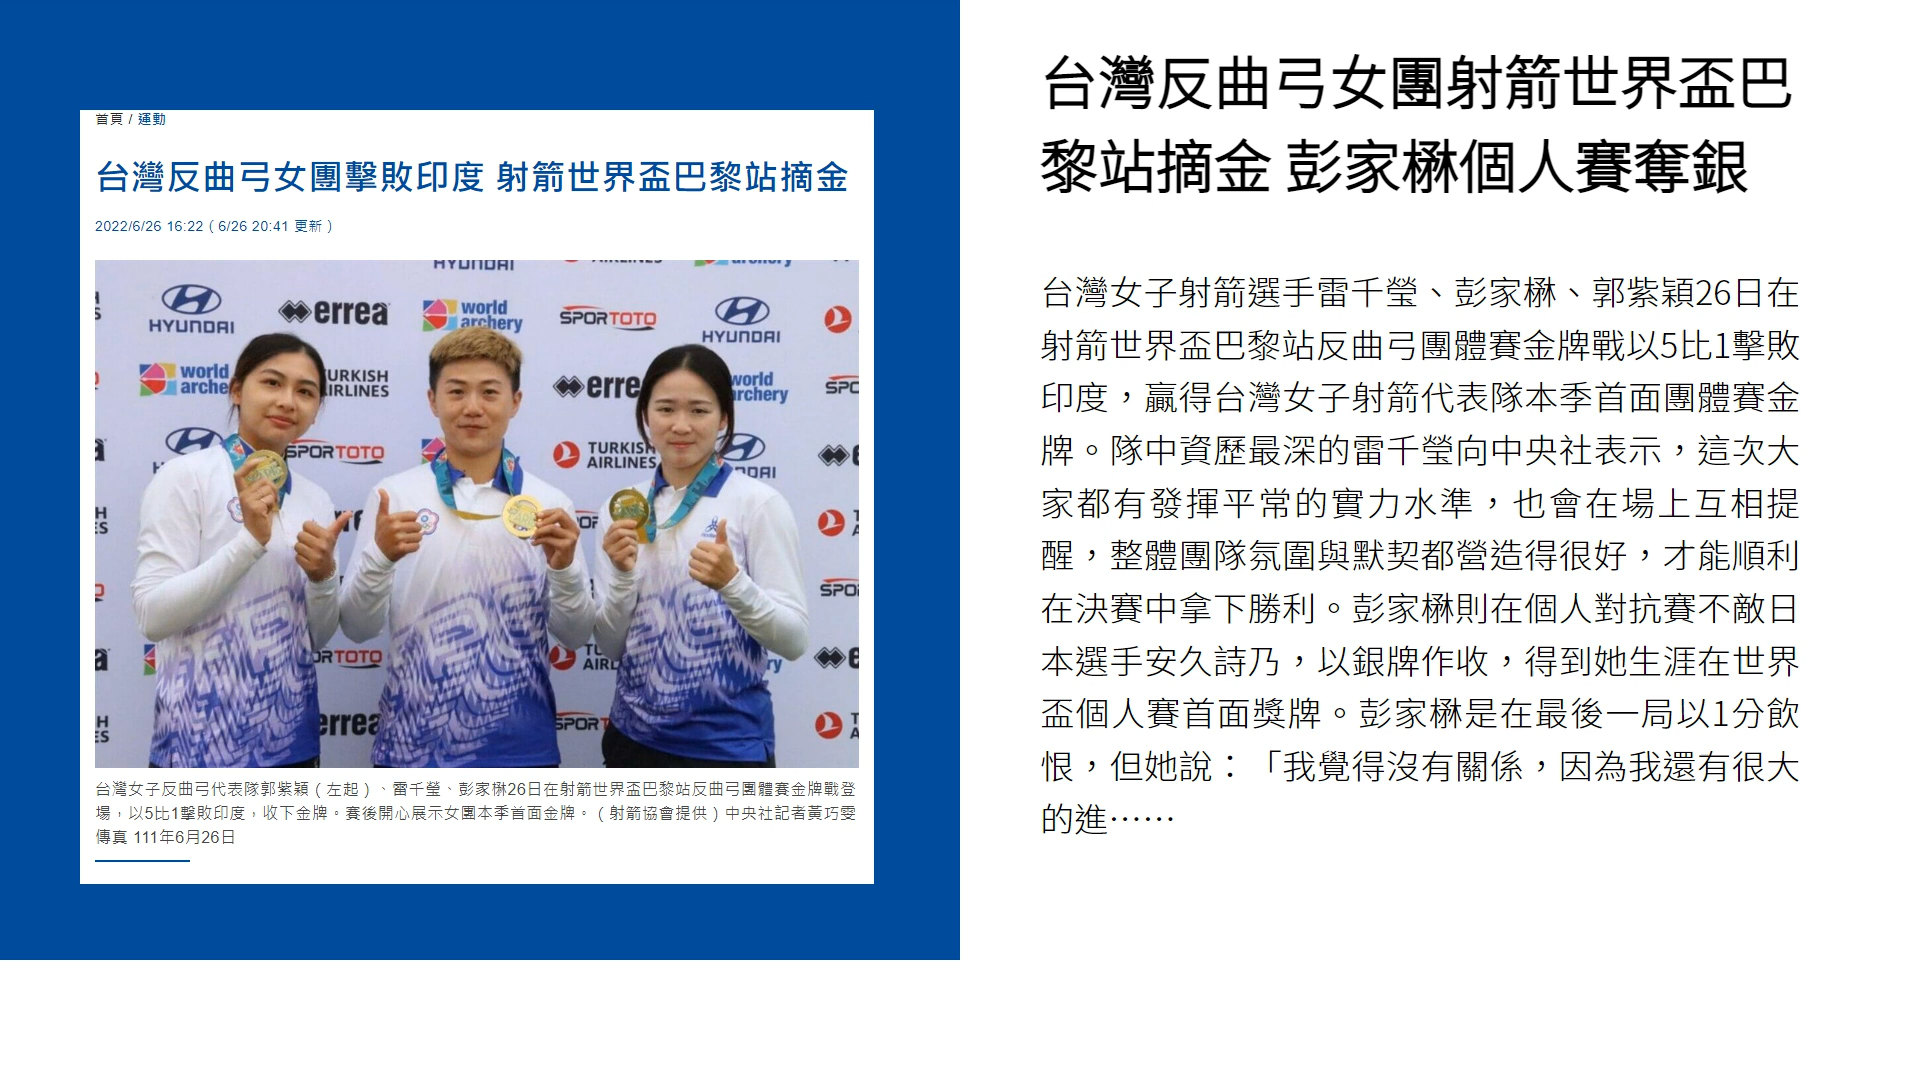 首頁 / 運動
台灣反曲弓女團擊敗印度 射箭世界盃巴黎站摘金
2022/6/26 16:22（6/26 20:41 更新）
HYUNDAI
AIRLINES
archery
HYUNDAI
errea
world
archery
SPORTOTO
HYUNDAI
world
arche
TURKISH
AIRLINES
erre
world
archery
SPO
SPORTOTO
TURKISH
AIRLINES
SPO
ORTOTO
errea
SPORT
台灣女子反曲弓代表隊郭紫穎（左起）、雷千瑩、彭家楙26日在射箭世界盃巴黎站反曲弓團體賽金牌戰登
場，以5比1擊敗印度，收下金牌。賽後開心展示女團本季首面金牌。（射箭協會提供）中央社記者黃巧雯
傳真 111年6月26日
台灣反曲弓女團射箭世界盃巴
黎站摘金 彭家楙個人賽奪銀
台灣女子射箭選手雷千瑩、彭家楙、郭紫穎26日在
射箭世界盃巴黎站反曲弓團體賽金牌戰以5比1擊敗
印度，贏得台灣女子射箭代表隊本季首面團體賽金
牌。隊中資歷最深的雷千瑩向中央社表示，這次大
家都有發揮平常的實力水準，也會在場上互相提
醒，整體團隊氛圍與默契都營造得很好，才能順利
在決賽中拿下勝利。彭家楙則在個人對抗賽不敵日
本選手安久詩乃，以銀牌作收，得到她生涯在世界
盃個人賽首面獎牌。彭家楙是在最後一局以1分飲
恨，但她說：「我覺得沒有關係，因為我還有很大
的進⋯⋯